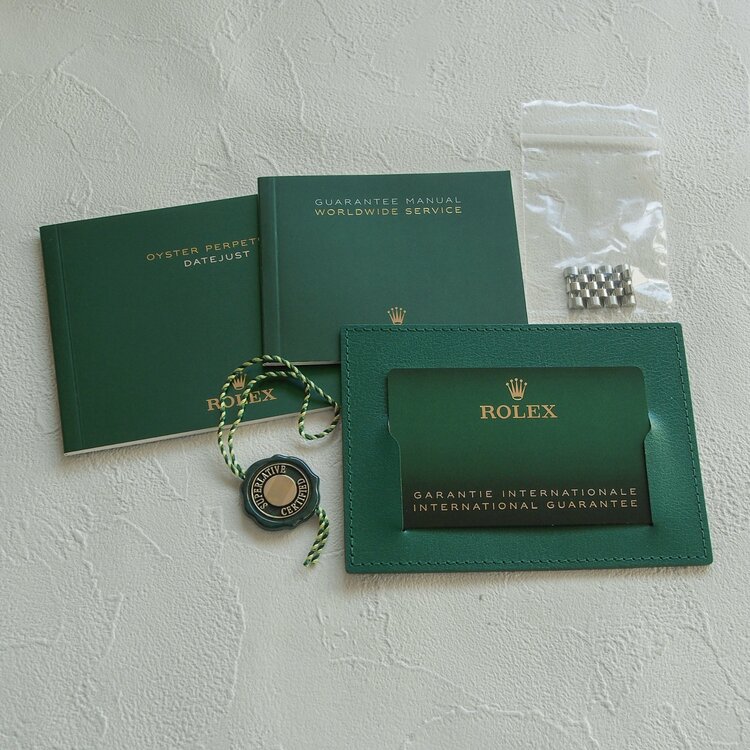 GUARANTEE MANUAL
WORLDWIDE SERVICE
OYSTER PERPET
DATEJUST
ROLEX
ROLEX
GARANTIE INTERNATIONALE
INTERNATIONAL GUARANTEE
SUPERLATIVE
CERTIFIED